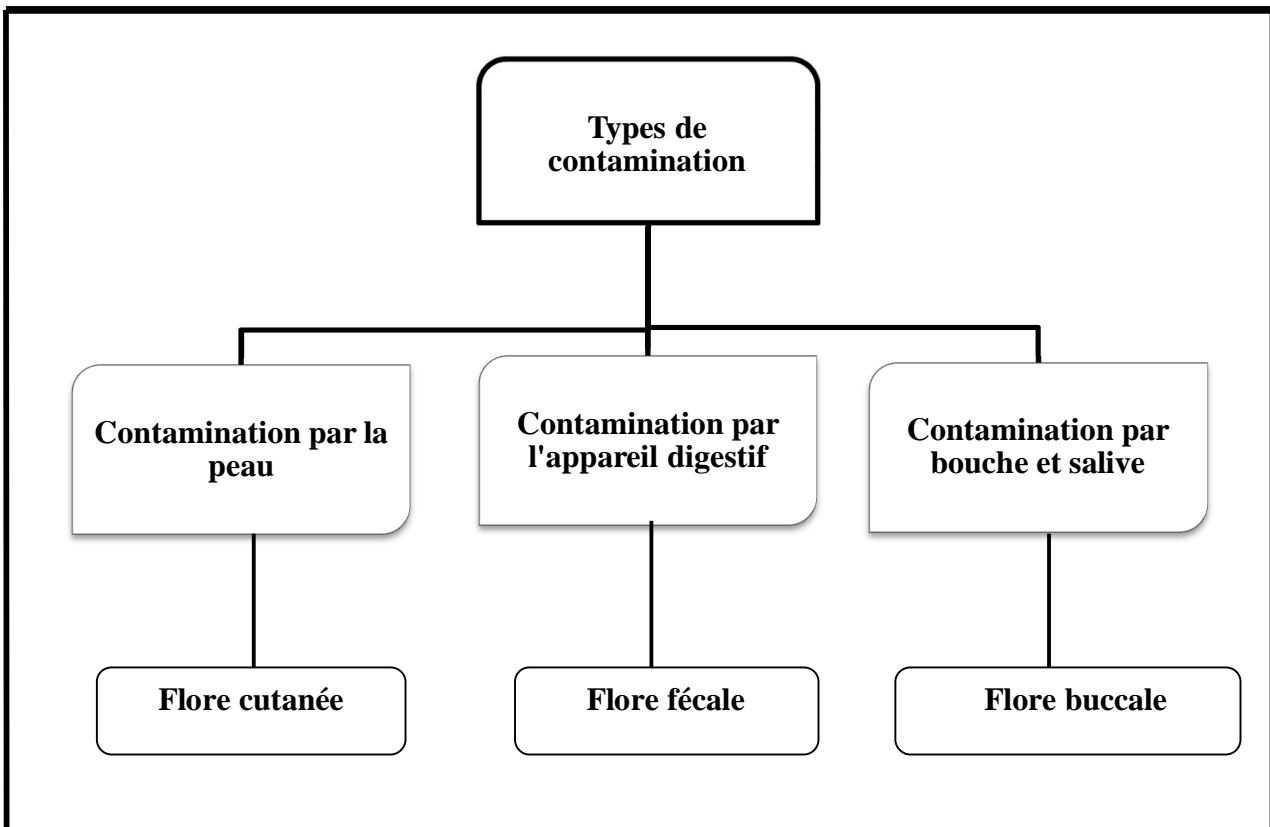 Types de
contamination
Contamination par la
peau
Contamination par
l'appareil digestif
Contamination par
bouche et salive
Flore cutanée
Flore fécale
Flore buccale